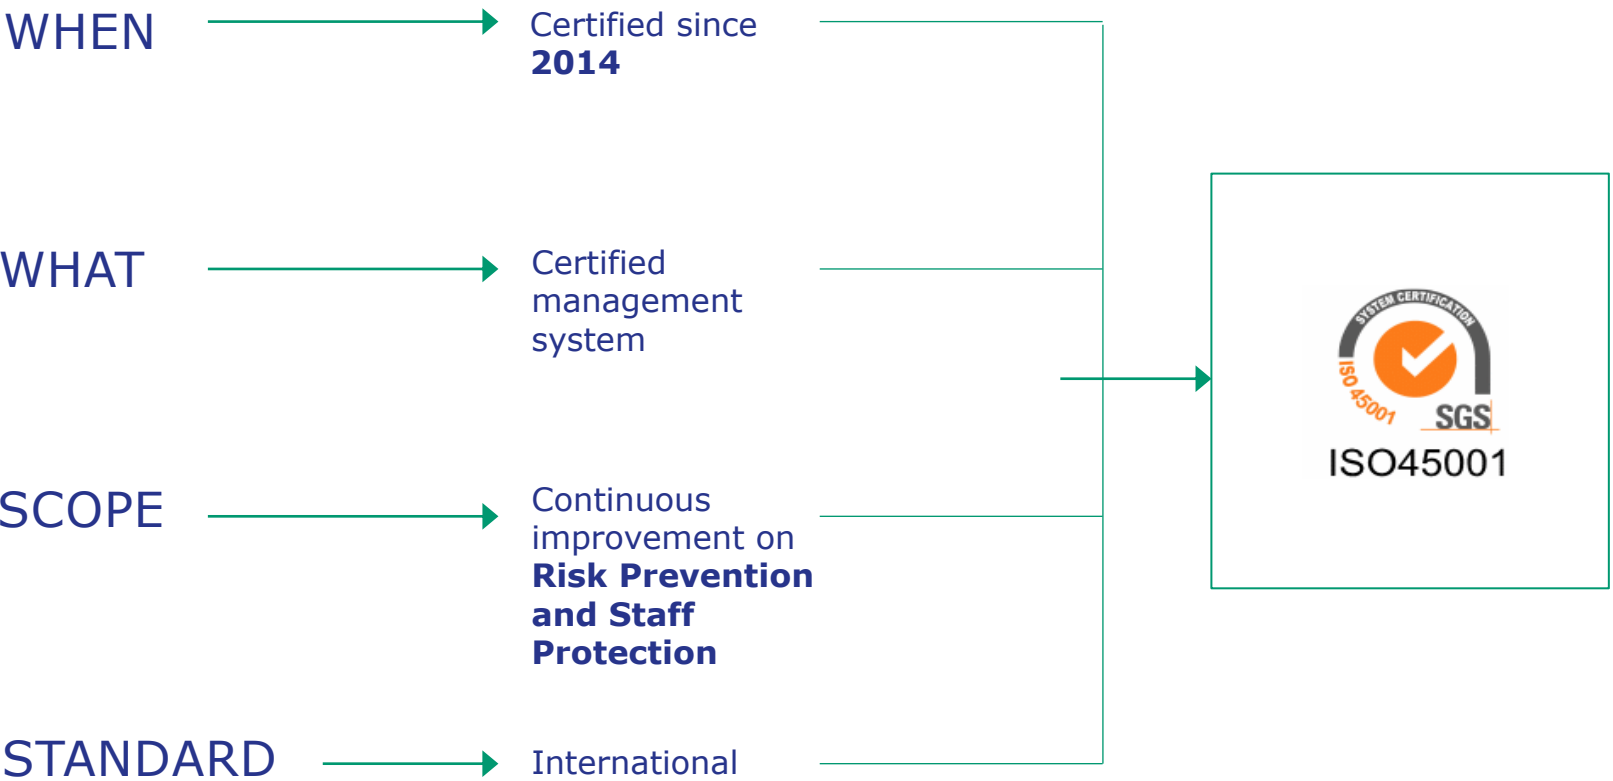 WHEN
Certified since
2014
WHAT
Certified
management
system
SCOPE
Continuous
improvement on
Risk Prevention
and Staff
Protection
STANDARD
International
SYSTEM CERTIFICATION
ISO 45001
SGS
ISO45001